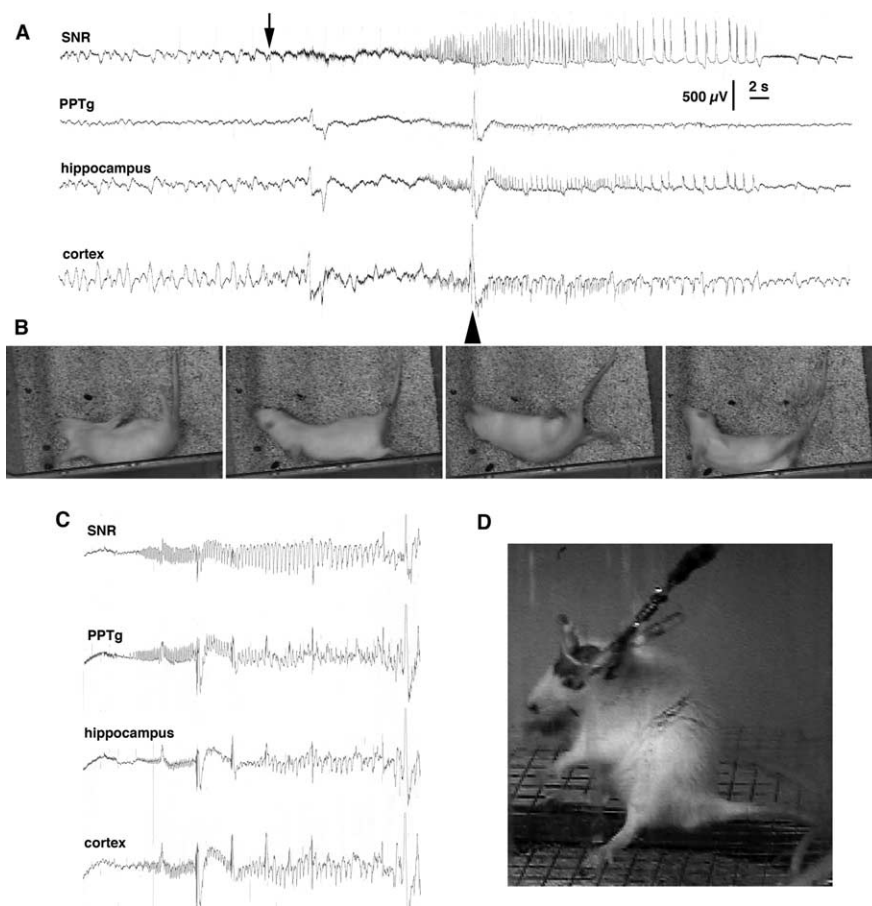 A
SNR
500 µV
2 s
PPTg
hippocampus
cortex
B
C
SNR
PPTg
hippocampus
cortex
D